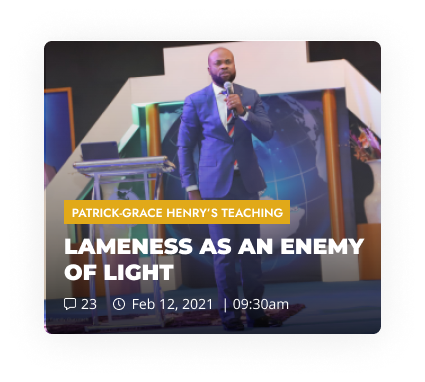 PATRICK-GRACE HENRY'S TEACHING
LAMENESS AS AN ENEMY
OF LIGHT
23 Feb 12, 2021 | 09:30am